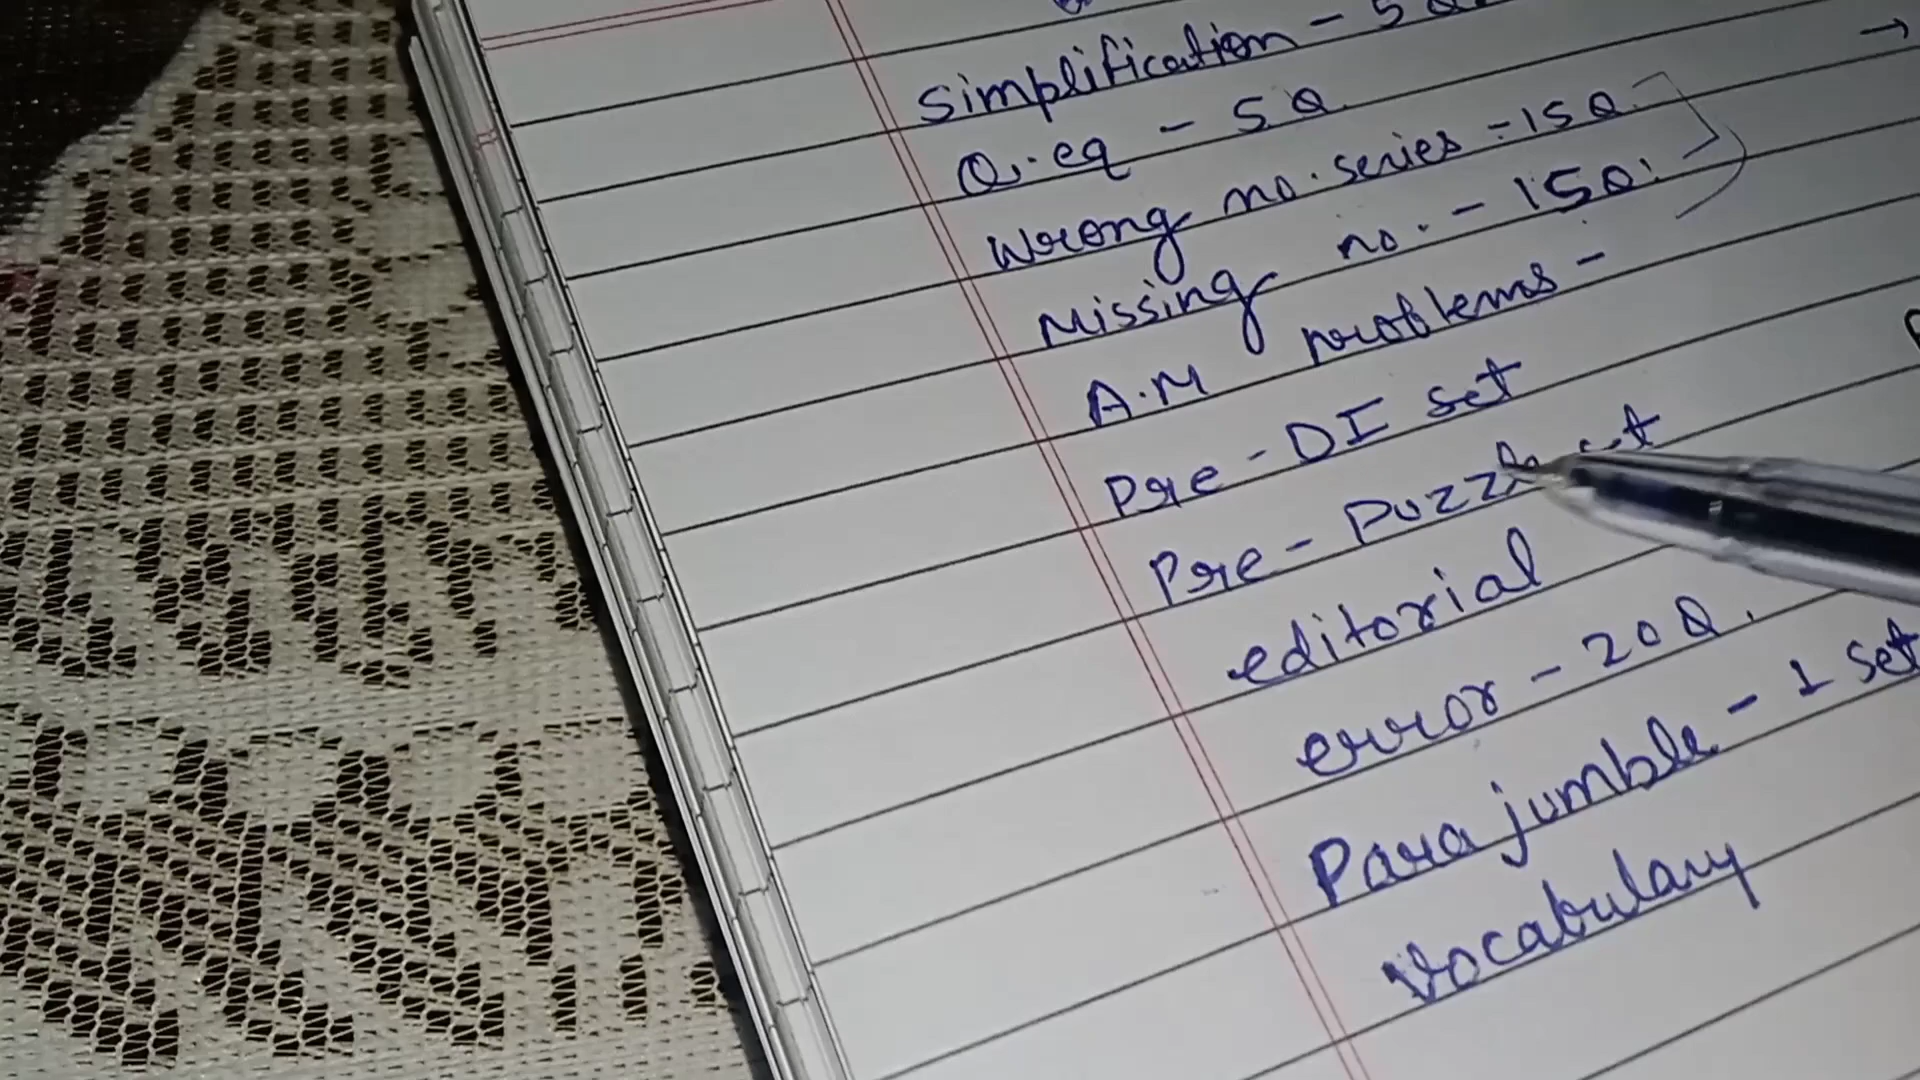 Simplification - 5 Q.
Q. eq - 5 Q
Wrong no. series - 15 Q.
Missing no. - 15 Q.
A.M problems -
Pre - DI set
Pre - Puzzle set
editorial
error - 20 Q.
Para jumble - 1 set
Vocabulary